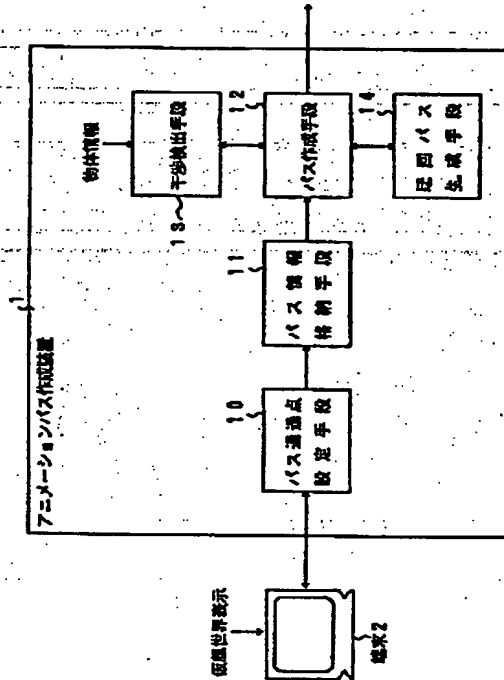 アニメーションパス作成装置
1
仮想世界表示
端末2
パス通過点
設定手段
10
パス情報
格納手段
11
パス作成手段
12
物体情報
干渉検出手段
13
迂回パス
生成手段
14